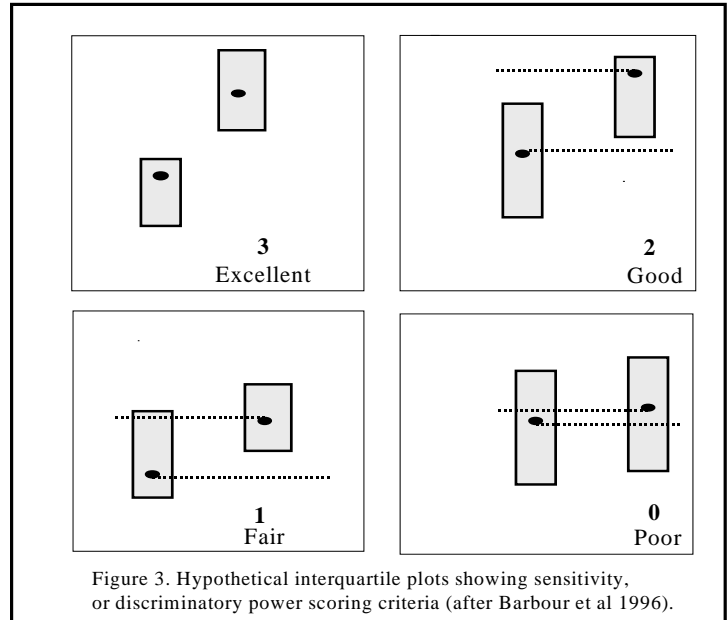 3
Excellent
2
Good
1
Fair
0
Poor
Figure 3. Hypothetical interquartile plots showing sensitivity,
or discriminatory power scoring criteria (after Barbour et al 1996).